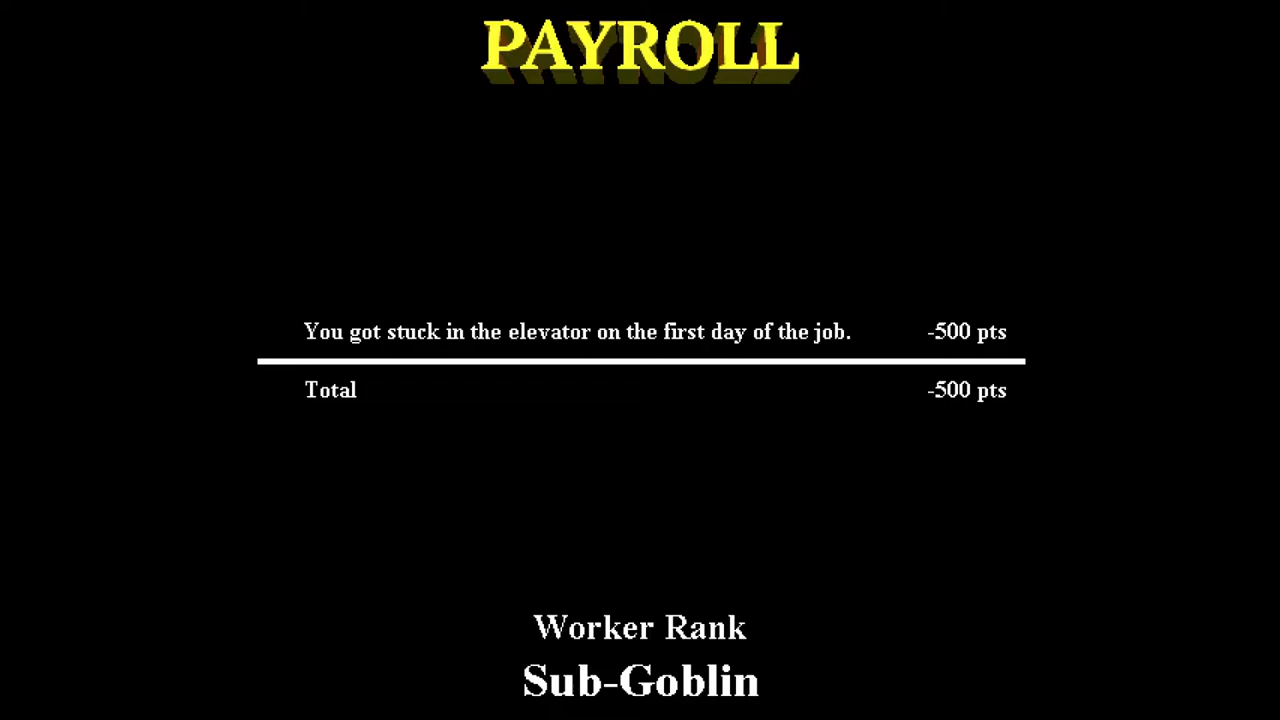 PAYROLL
You got stuck in the elevator on the first day of the job. -500 pts
Total -500 pts
Worker Rank
Sub-Goblin